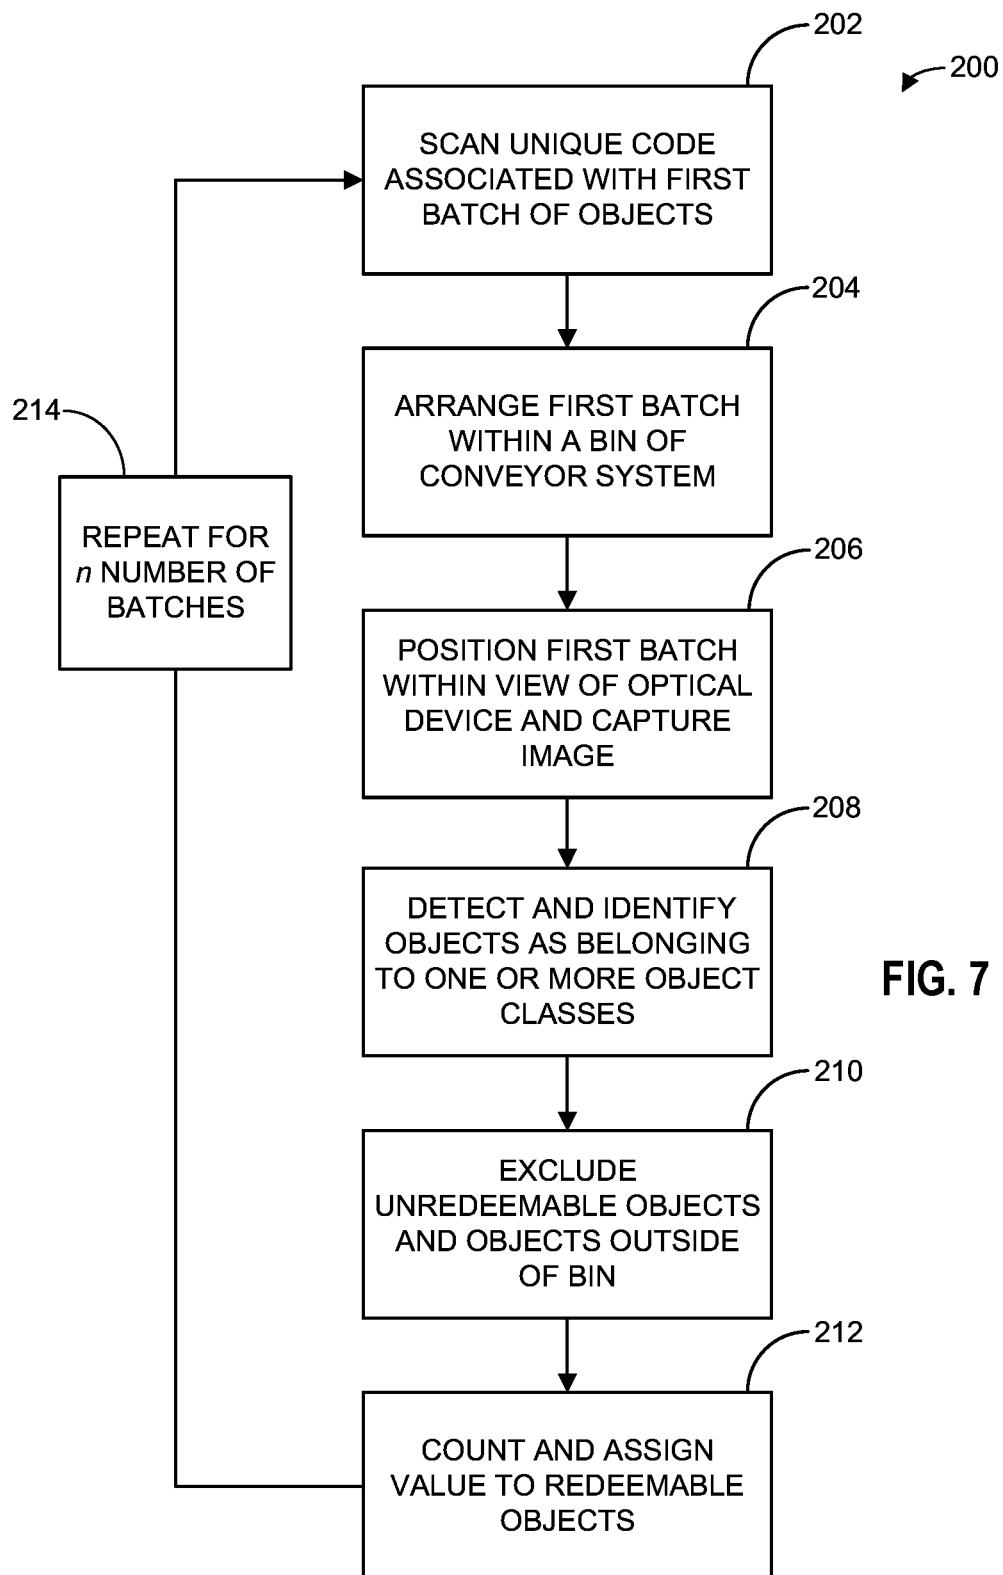 202
200
SCAN UNIQUE CODE
ASSOCIATED WITH FIRST
BATCH OF OBJECTS
204
ARRANGE FIRST BATCH
WITHIN A BIN OF
CONVEYOR SYSTEM
214
REPEAT FOR
n NUMBER OF
BATCHES
206
POSITION FIRST BATCH
WITHIN VIEW OF OPTICAL
DEVICE AND CAPTURE
IMAGE
208
DETECT AND IDENTIFY
OBJECTS AS BELONGING
TO ONE OR MORE OBJECT
CLASSES
FIG. 7
210
EXCLUDE
UNREDEEMABLE OBJECTS
AND OBJECTS OUTSIDE
OF BIN
212
COUNT AND ASSIGN
VALUE TO REDEEMABLE
OBJECTS